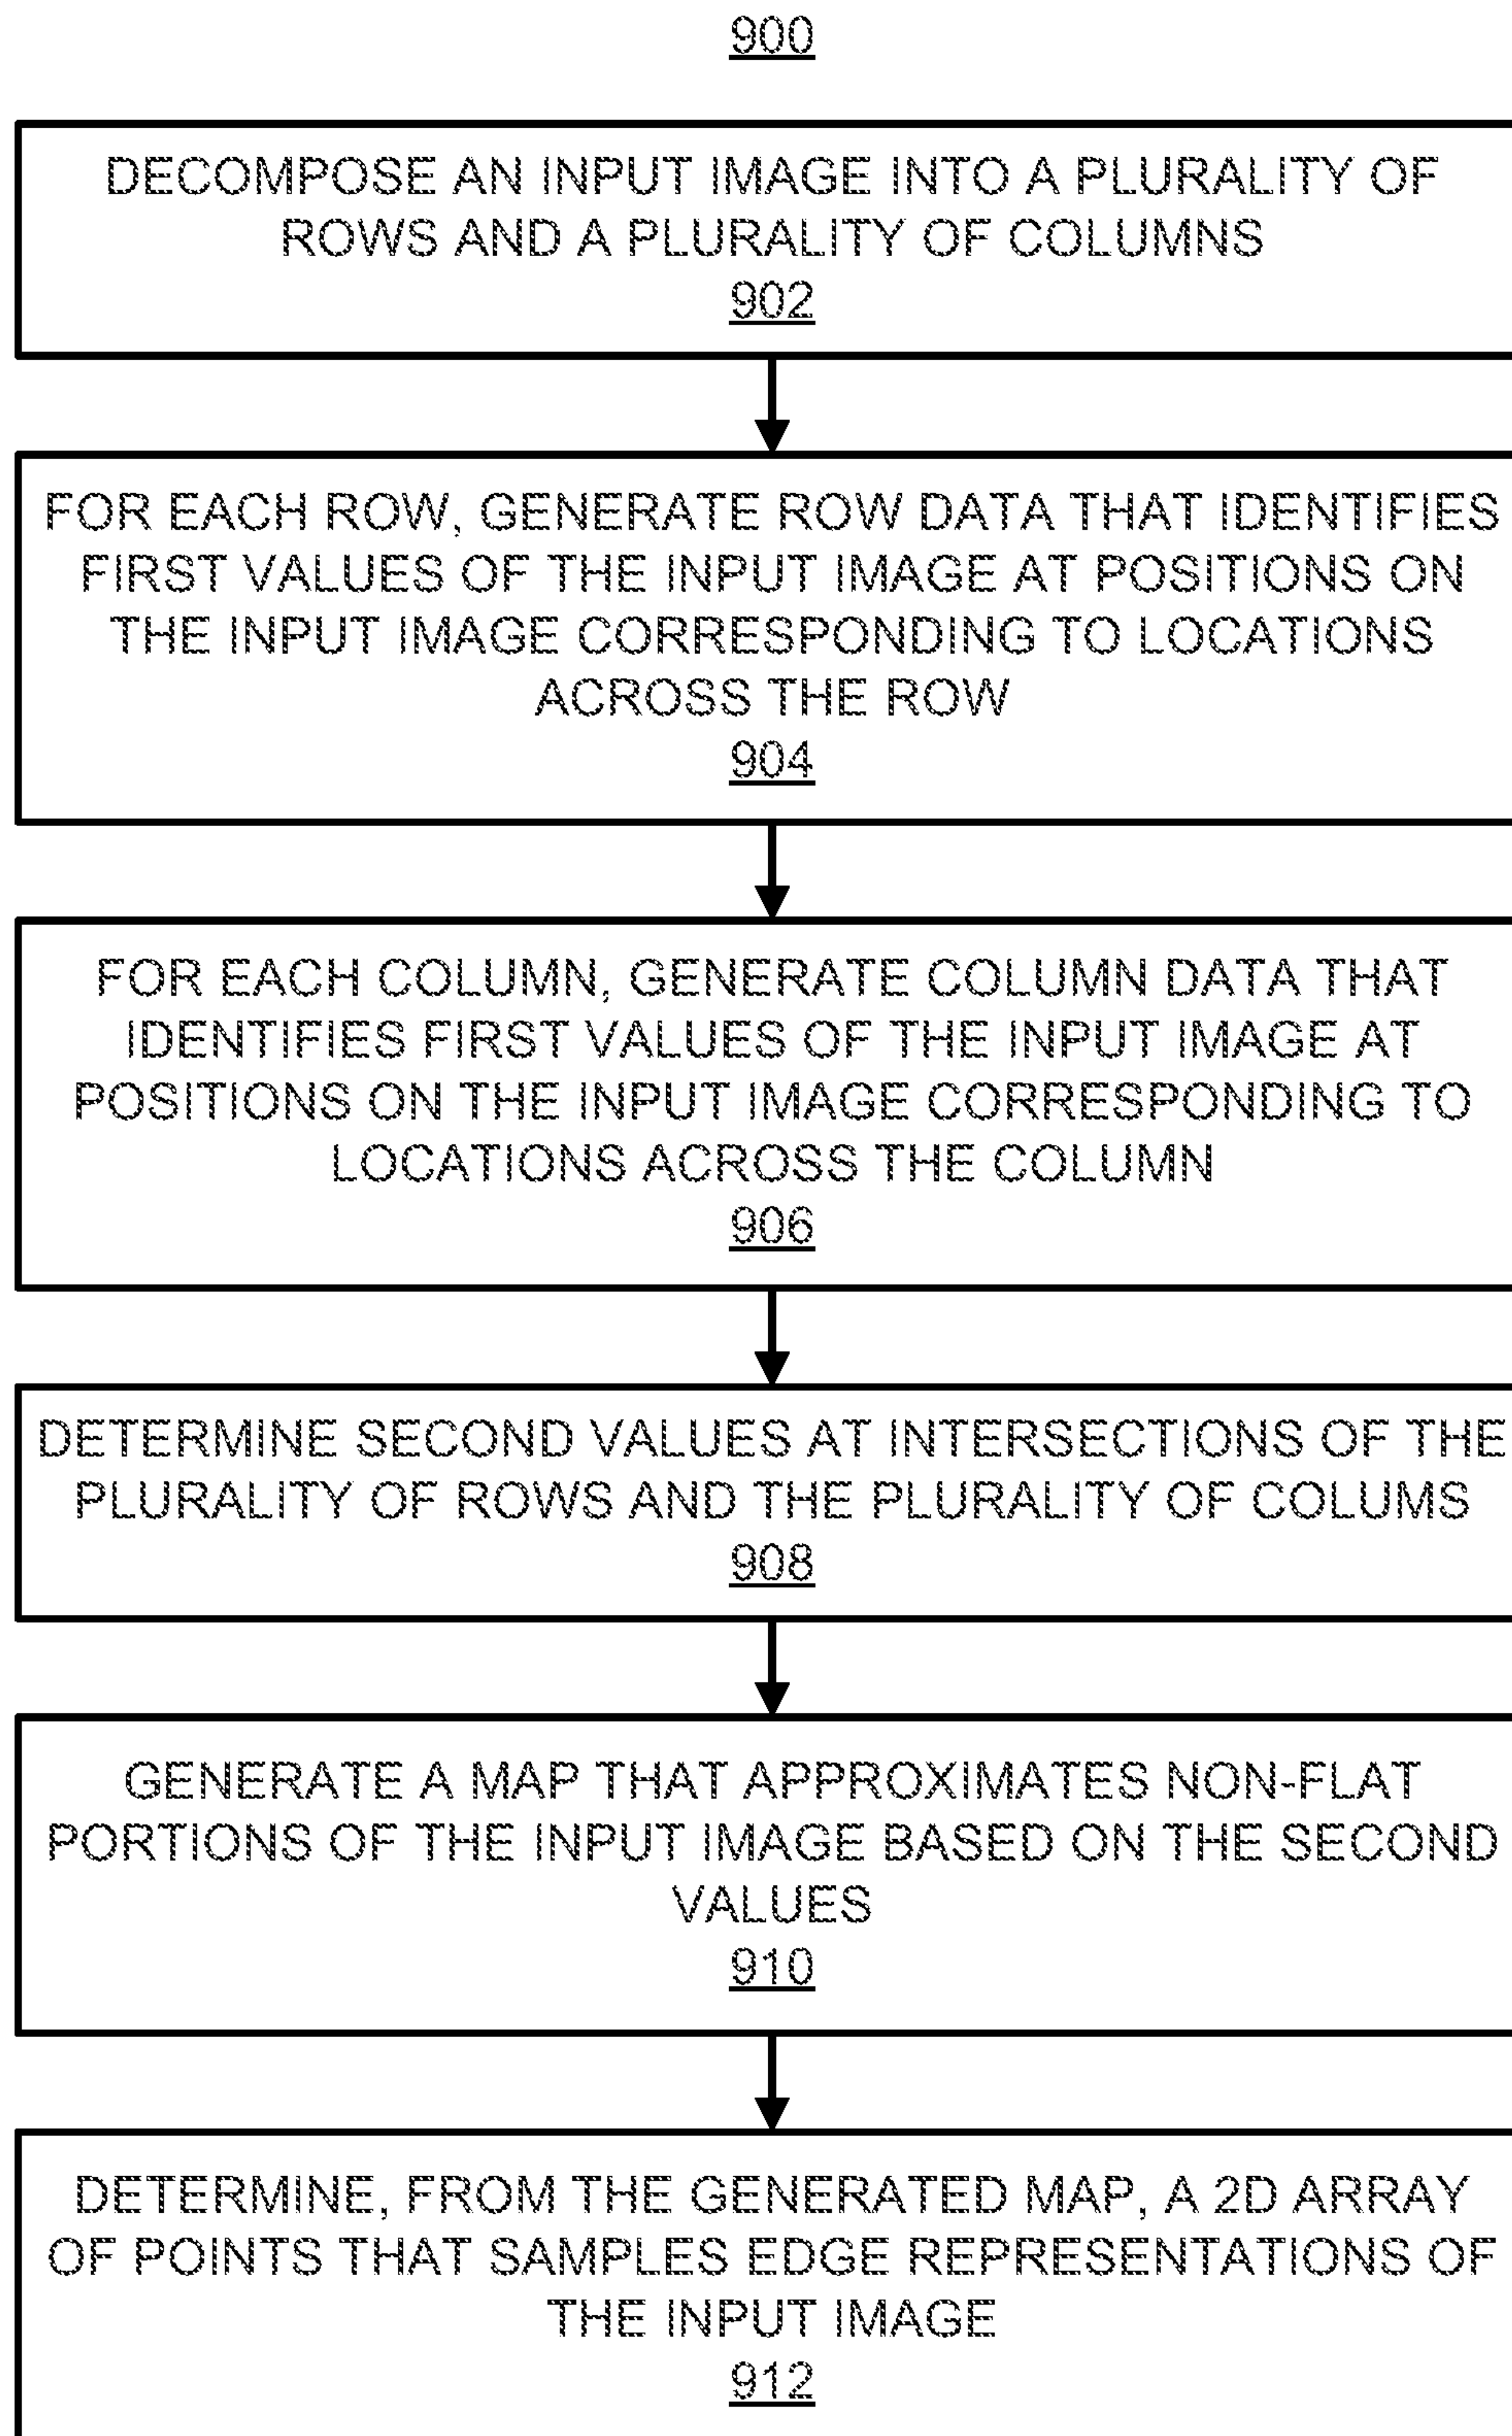 900
DECOMPOSE AN INPUT IMAGE INTO A PLURALITY OF
ROWS AND A PLURALITY OF COLUMNS
902
FOR EACH ROW, GENERATE ROW DATA THAT IDENTIFIES
FIRST VALUES OF THE INPUT IMAGE AT POSITIONS ON
THE INPUT IMAGE CORRESPONDING TO LOCATIONS
ACROSS THE ROW
904
FOR EACH COLUMN, GENERATE COLUMN DATA THAT
IDENTIFIES FIRST VALUES OF THE INPUT IMAGE AT
POSITIONS ON THE INPUT IMAGE CORRESPONDING TO
LOCATIONS ACROSS THE COLUMN
906
DETERMINE SECOND VALUES AT INTERSECTIONS OF THE
PLURALITY OF ROWS AND THE PLURALITY OF COLUMS
908
GENERATE A MAP THAT APPROXIMATES NON-FLAT
PORTIONS OF THE INPUT IMAGE BASED ON THE SECOND
VALUES
910
DETERMINE, FROM THE GENERATED MAP, A 2D ARRAY
OF POINTS THAT SAMPLES EDGE REPRESENTATIONS OF
THE INPUT IMAGE
912